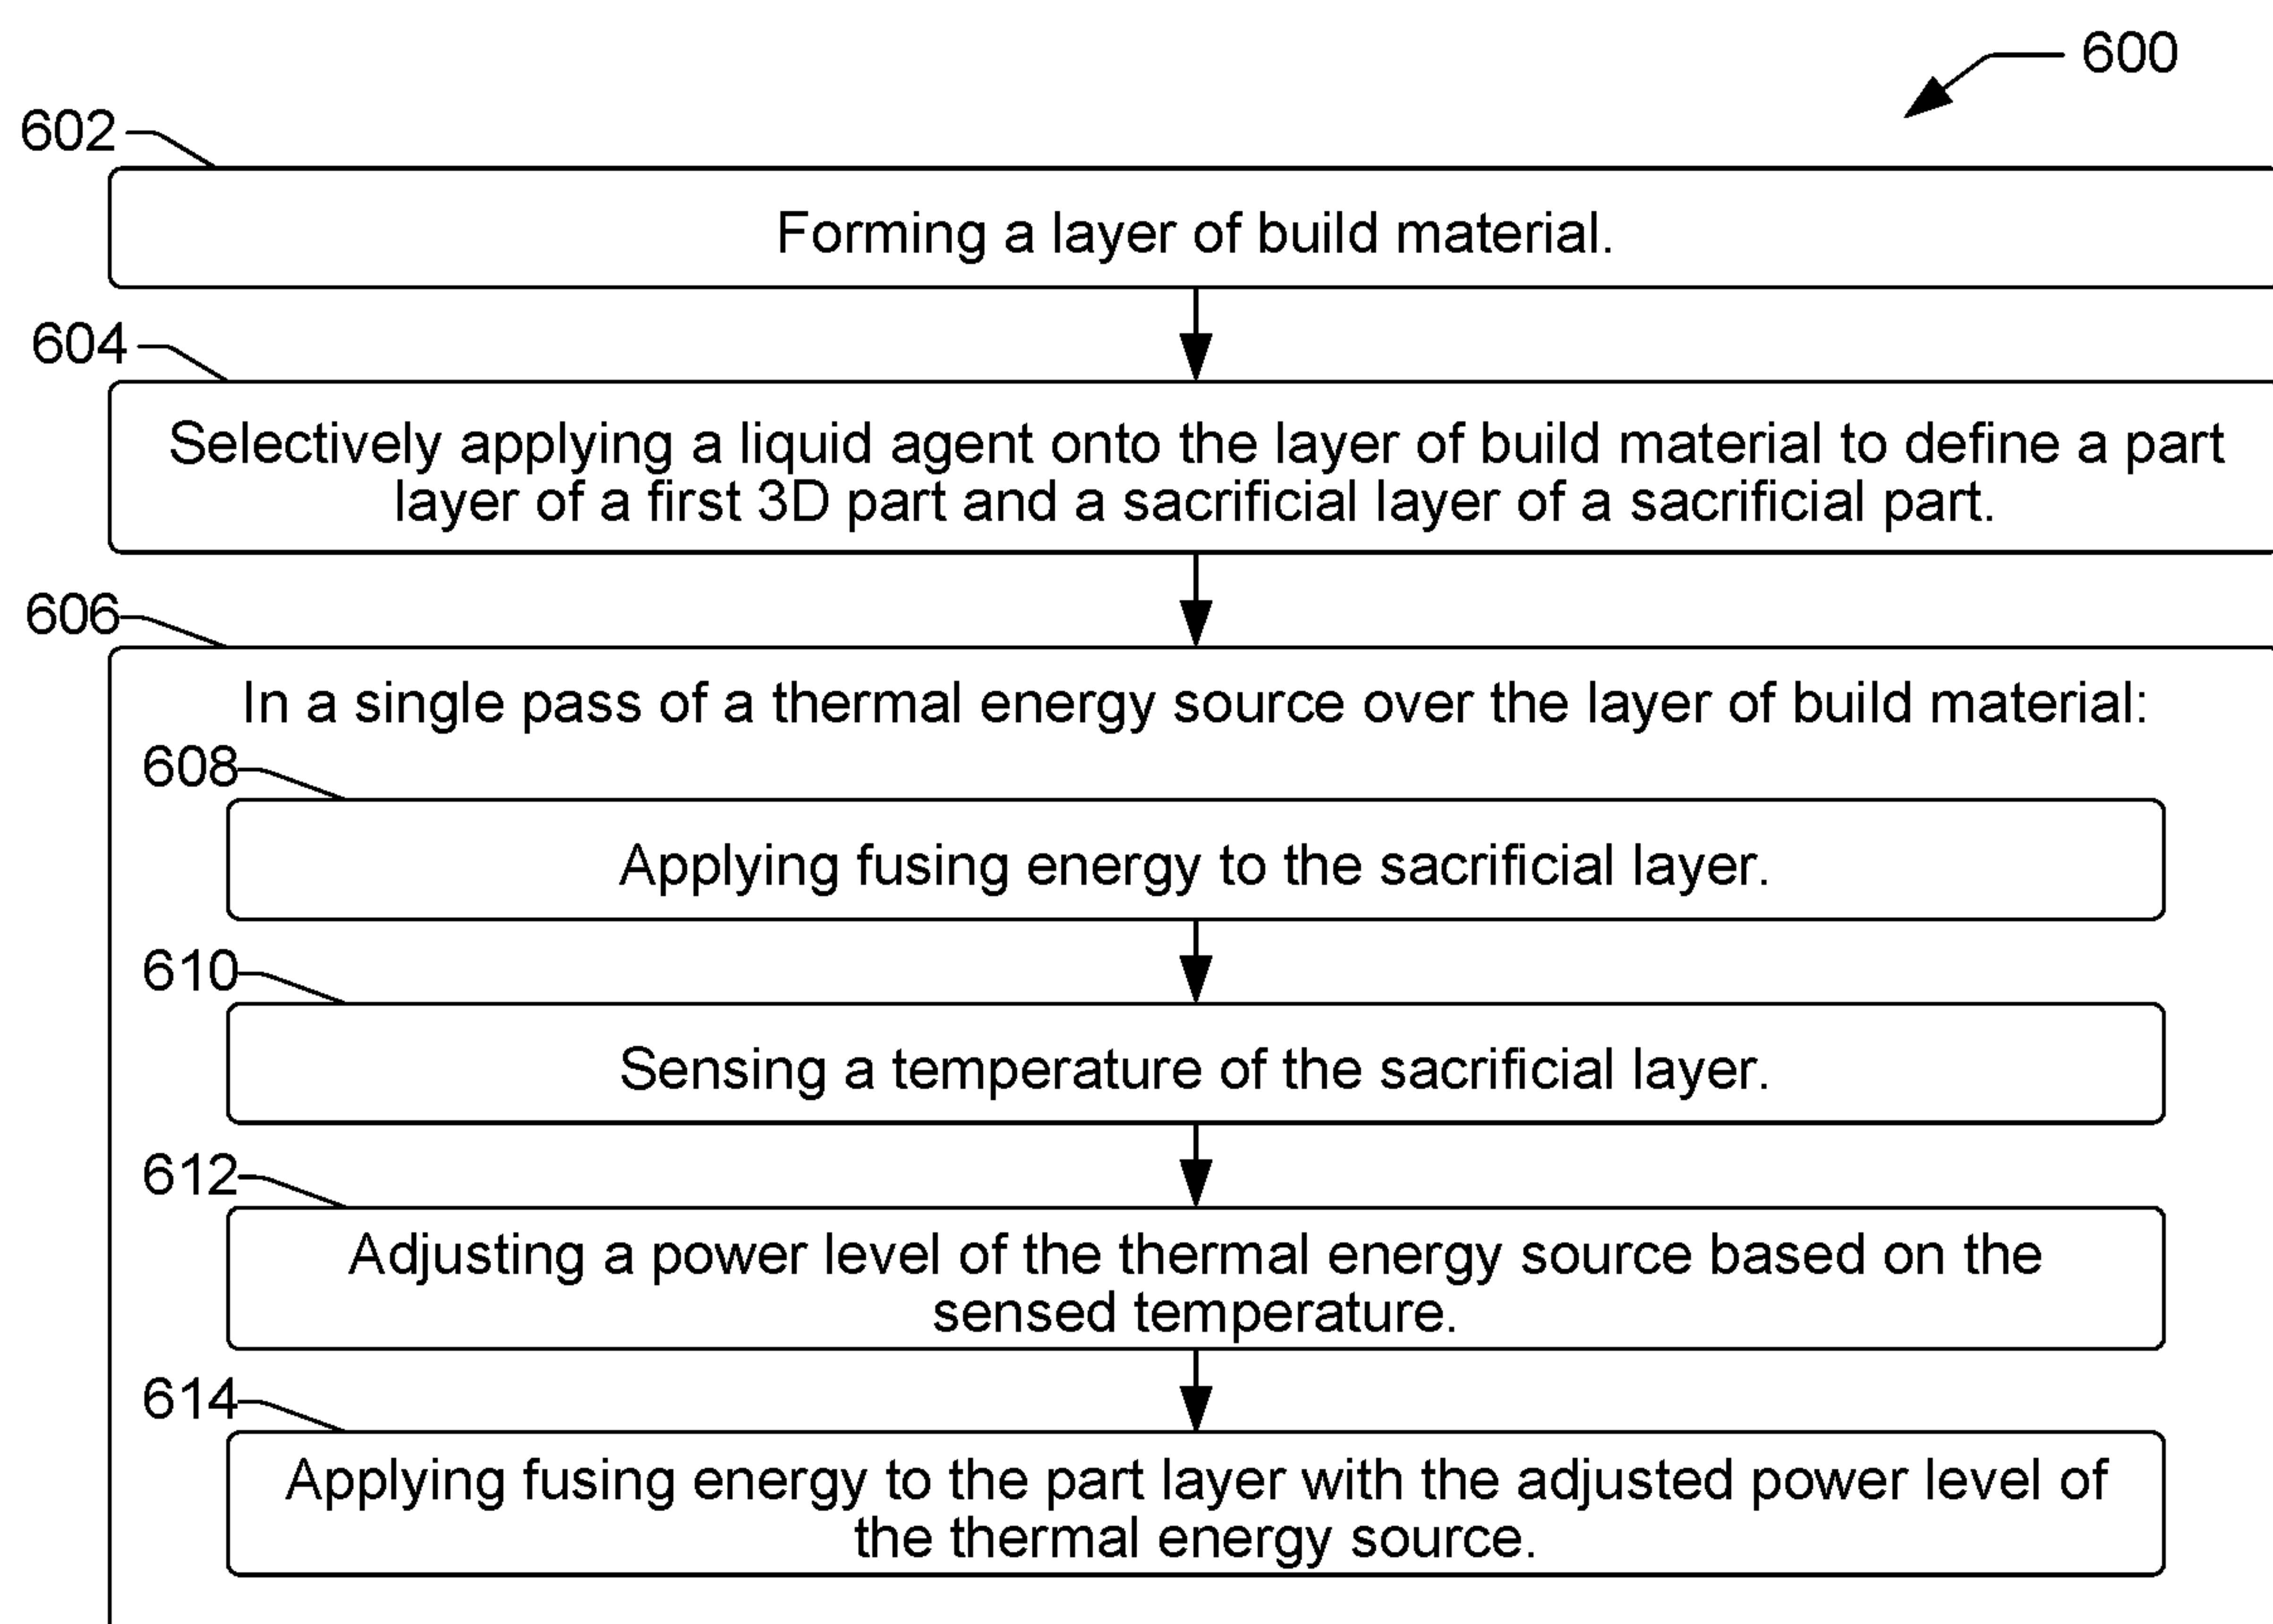 600
602
Forming a layer of build material.
604
Selectively applying a liquid agent onto the layer of build material to define a part
layer of a first 3D part and a sacrificial layer of a sacrificial part.
606
In a single pass of a thermal energy source over the layer of build material:
608
Applying fusing energy to the sacrificial layer.
610
Sensing a temperature of the sacrificial layer.
612
Adjusting a power level of the thermal energy source based on the
sensed temperature.
614
Applying fusing energy to the part layer with the adjusted power level of
the thermal energy source.